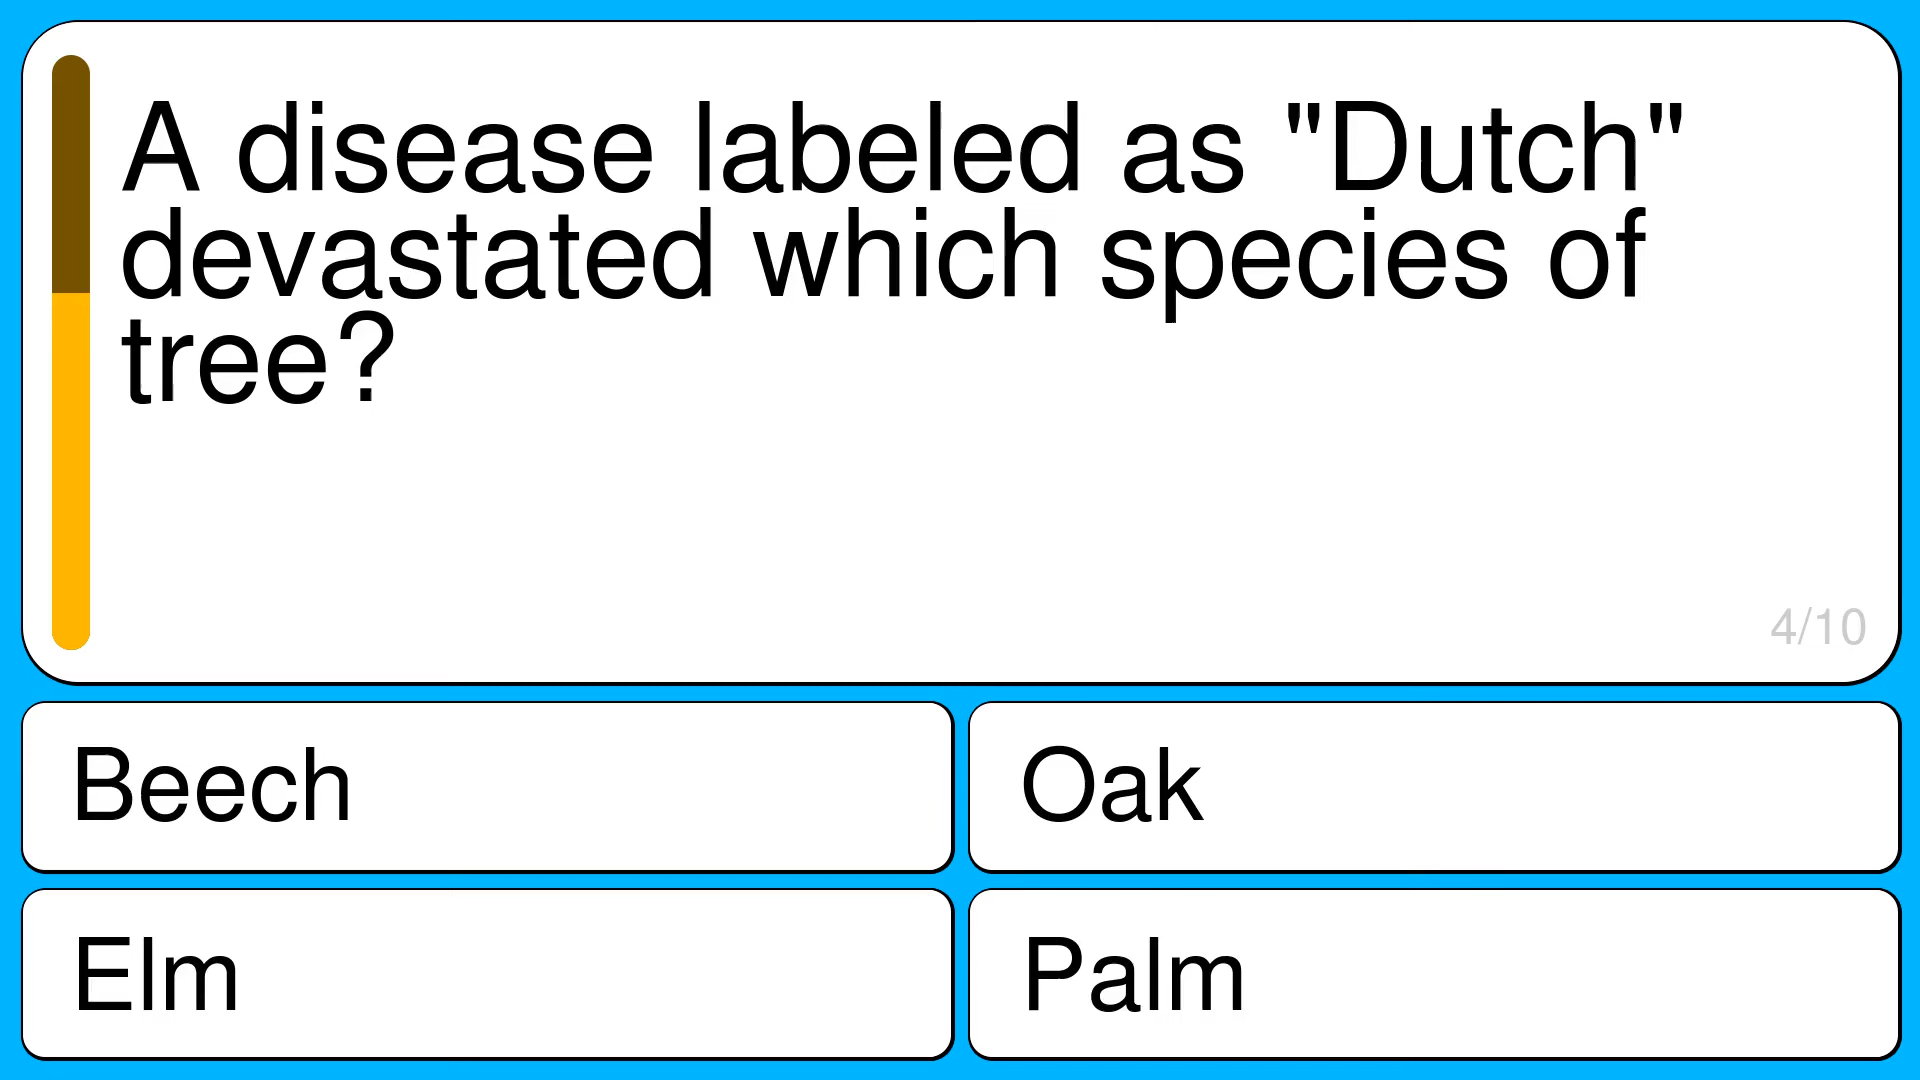 A disease labeled as "Dutch"
devastated which species of
tree?
4/10
Beech
Oak
Elm
Palm